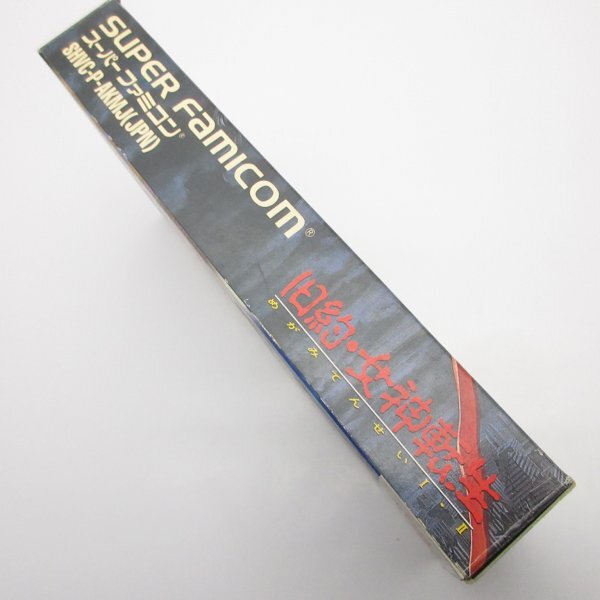 SUPER FAMICOM®
スーパーファミコン®
SHVC-P-AKMJ(JPN)
旧約・女神転生
めがみてんせいⅠ・Ⅱ